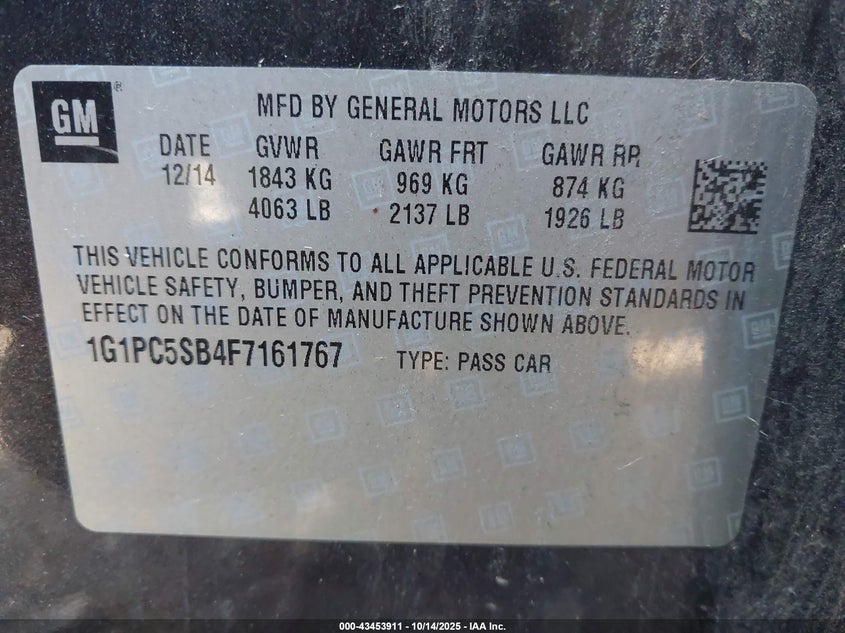 GM®
MFD BY GENERAL MOTORS LLC
DATE GVWR GAWR FRT GAWR RR
12/14 1843 KG 969 KG 874 KG
4063 LB 2137 LB 1926 LB
THIS VEHICLE CONFORMS TO ALL APPLICABLE U.S. FEDERAL MOTOR
VEHICLE SAFETY, BUMPER, AND THEFT PREVENTION STANDARDS IN
EFFECT ON THE DATE OF MANUFACTURE SHOWN ABOVE.
1G1PC5SB4F7161767 TYPE: PASS CAR
000-43453911 - 10/14/2025 - IAA Inc.